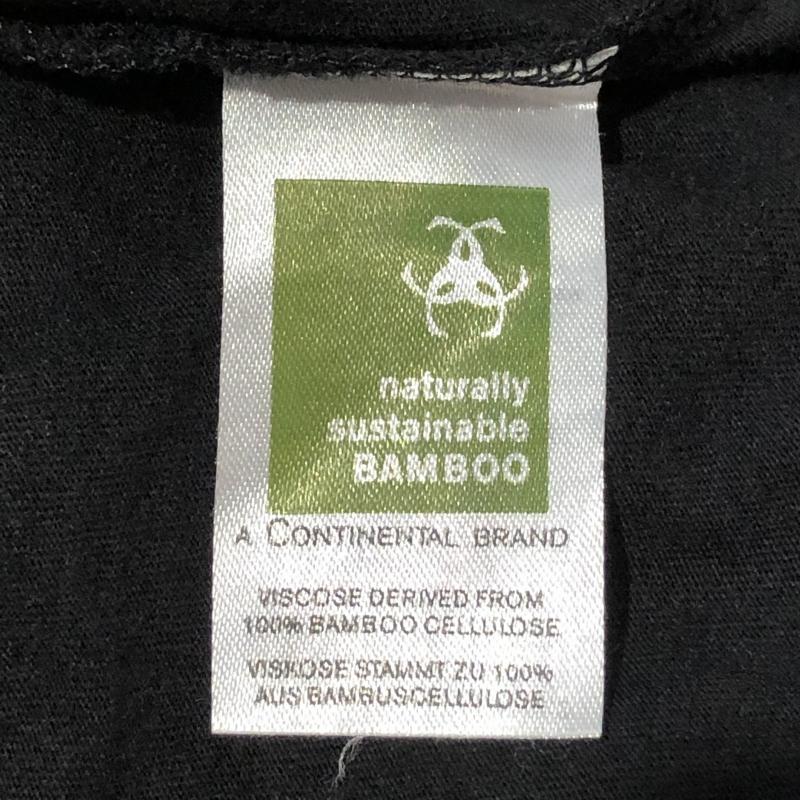 naturally
sustainable
BAMBOO
A CONTINENTAL BRAND
VISCOSE DERIVED FROM
100% BAMBOO CELLULOSE
VISKOSE STAMMT ZU 100%
AUS BAMBUSCELLULOSE